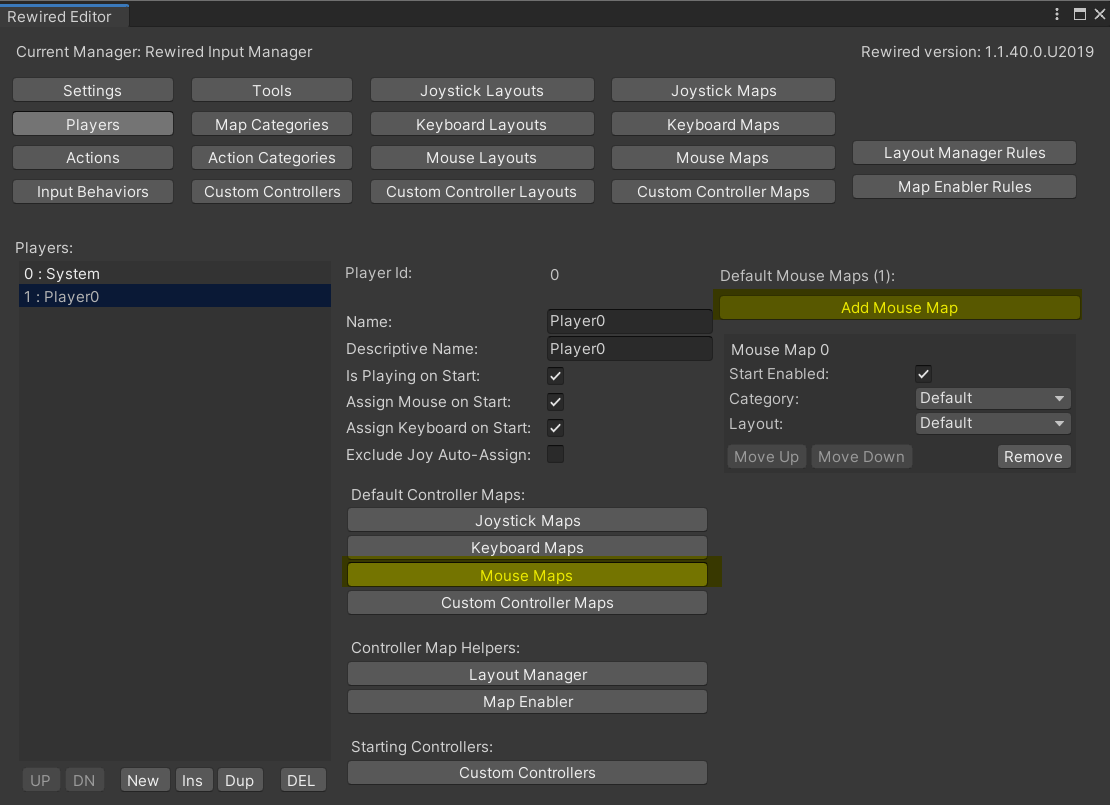 Rewired Editor
Current Manager: Rewired Input Manager
Rewired version: 1.1.40.0.U2019
Settings Tools Joystick Layouts Joystick Maps
Players Map Categories Keyboard Layouts Keyboard Maps
Actions Action Categories Mouse Layouts Mouse Maps Layout Manager Rules
Input Behaviors Custom Controllers Custom Controller Layouts Custom Controller Maps Map Enabler Rules
Players:
0 : System
1 : Player0
UP DN New Ins Dup DEL
Player Id: 0
Name: Player0
Descriptive Name: Player0
Is Playing on Start:
Assign Mouse on Start:
Assign Keyboard on Start:
Exclude Joy Auto-Assign:
Default Controller Maps:
Joystick Maps
Keyboard Maps
Mouse Maps
Custom Controller Maps
Controller Map Helpers:
Layout Manager
Map Enabler
Starting Controllers:
Custom Controllers
Default Mouse Maps (1):
Add Mouse Map
Mouse Map 0
Start Enabled:
Category: Default
Layout: Default
Move Up Move Down Remove